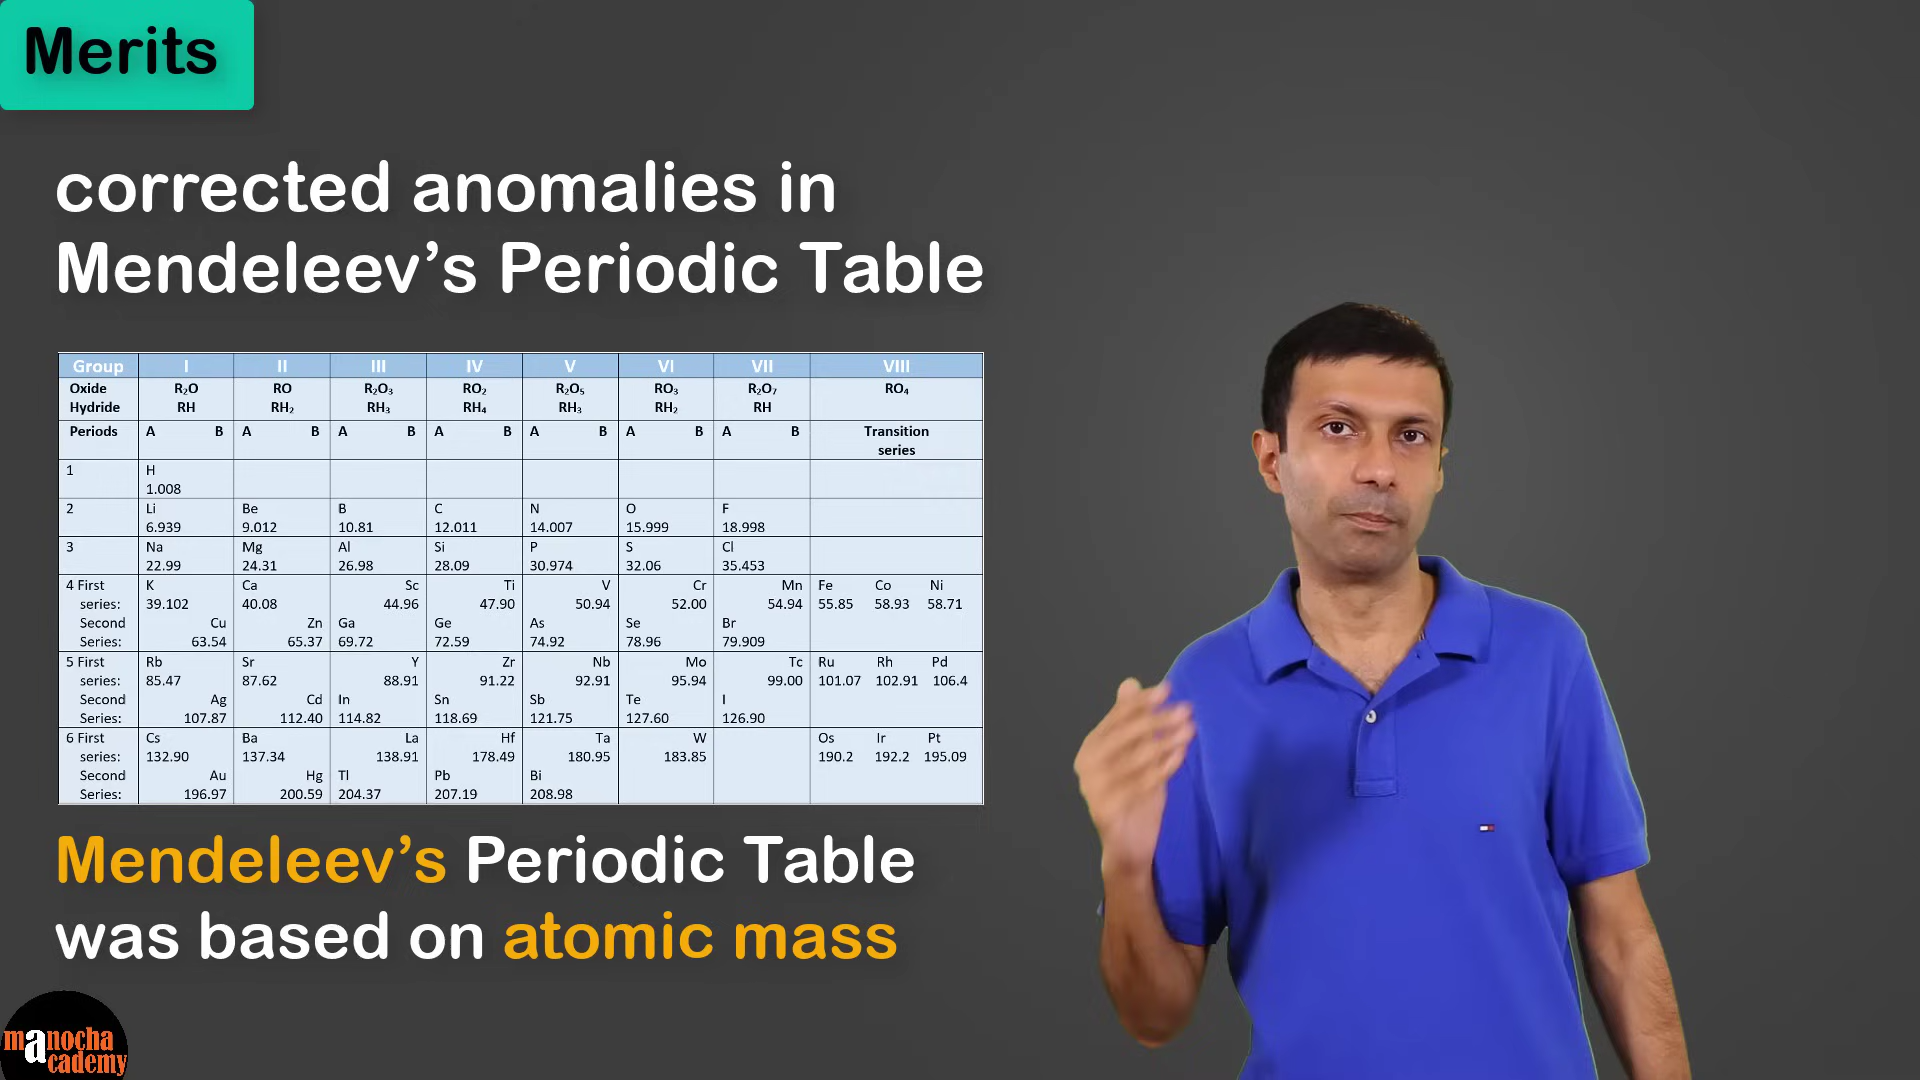 Merits
corrected anomalies in
Mendeleev’s Periodic Table
Group I II III IV V VI VII VIII
Oxide R₂O RO R₂O₃ RO₂ R₂O₅ RO₃ R₂O₇ RO₄
Hydride RH RH₂ RH₃ RH₄ RH₃ RH₂ RH
Periods A B A B A B A B A B A B A B Transition
series
1 H
1.008
2 Li Be B C N O F
6.939 9.012 10.81 12.011 14.007 15.999 18.998
3 Na Mg Al Si P S Cl
22.99 24.31 26.98 28.09 30.974 32.06 35.453
4 First K Ca Sc Ti V Cr Mn Fe Co Ni
series: 39.102 40.08 44.96 47.90 50.94 52.00 54.94 55.85 58.93 58.71
Second Cu Zn Ga Ge As Se Br
Series: 63.54 65.37 69.72 72.59 74.92 78.96 79.909
5 First Rb Sr Y Zr Nb Mo Tc Ru Rh Pd
series: 85.47 87.62 88.91 91.22 92.91 95.94 99.00 101.07 102.91 106.4
Second Ag Cd In Sn Sb Te I
Series: 107.87 112.40 114.82 118.69 121.75 127.60 126.90
6 First Cs Ba La Hf Ta W Os Ir Pt
series: 132.90 137.34 138.91 178.49 180.95 183.85 190.2 192.2 195.09
Second Au Hg Tl Pb Bi
Series: 196.97 200.59 204.37 207.19 208.98
Mendeleev’s Periodic Table
was based on atomic mass
manocha
academy